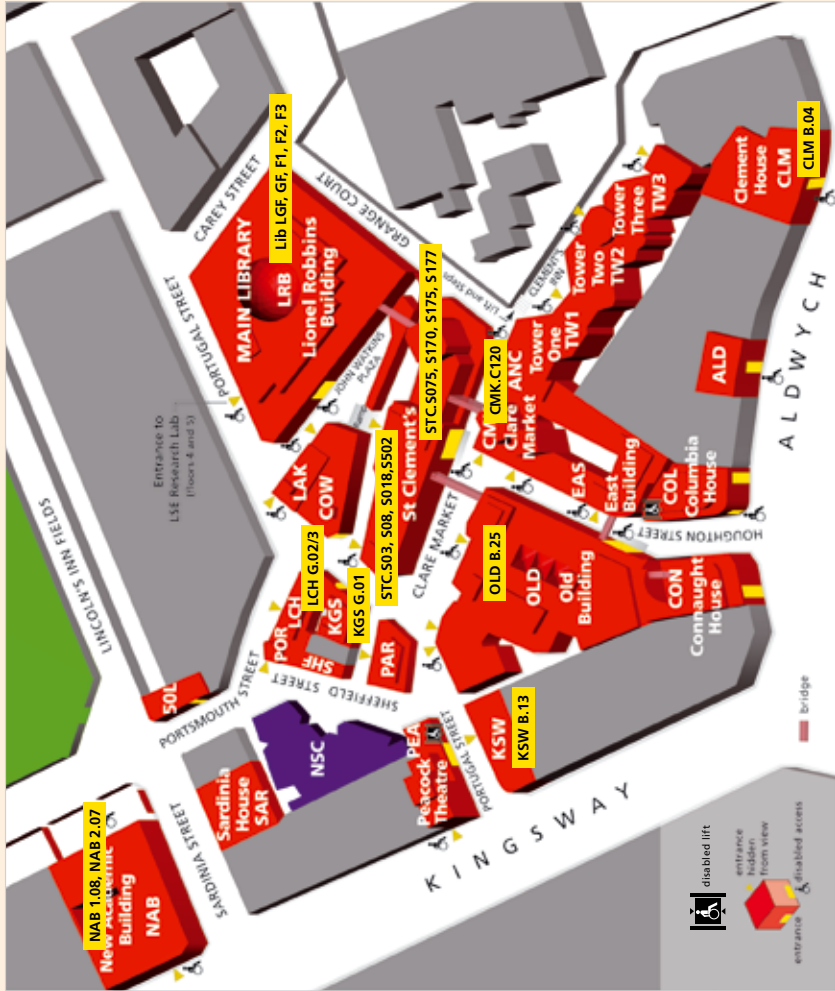 NAB 1.08, NAB 2.07
New Academic
Building
NAB
SARDINIA STREET
LINCOLN'S INN FIELDS
50L
PORTSMOUTH STREET
Sardinia
House
SAR
NSC
PEA
Peacock
Theatre
PORTUGAL STREET
KINGSWAY
KSW
KSW B.13
SHEFFIELD STREET
POR
LCH
LCH G.02/3
KGS
KGS G.01
SHF
PAR
LAK
COW
Entrance to
LSE Research Lab
(floors 4 and 5)
PORTUGAL STREET
CAREY STREET
MAIN LIBRARY
LRB
Lionel Robbins
Building
Lib LGF, GF, F1, F2, F3
GRANGE COURT
JOHN WATKINS
PLAZA
Ramp
St Clement's
STC.S03, S08, S018,S502
STC.S075, S170, S175, S177
Lift and Steps
CLEMENT'S
INN
CLARE MARKET
CMK.C120
ANC
Clare
Market
Tower
One
TW1
Tower
Two
TW2
Tower
Three
TW3
Clement
House
CLM
CLM B.04
OLD B.25
OLD
Old
Building
EAS
East
Building
COL
Columbia
House
CON
Connaught
House
HOUGHTON STREET
ALD
ALDWYCH
bridge
disabled lift
entrance
hidden
from view
entrance
disabled access